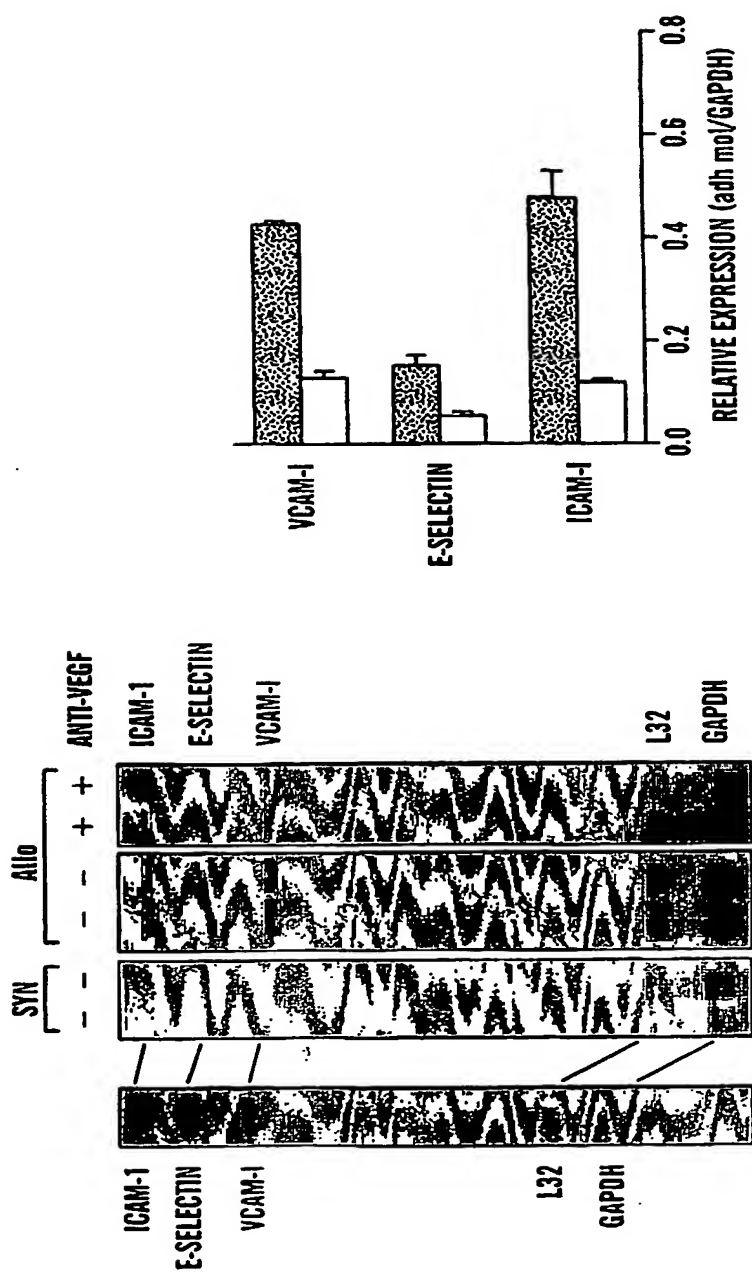 SYN
Allo
- - - - + + ANTI-VEGF
ICAM-1
E-SELECTIN
VCAM-I
L32
GAPDH
ICAM-1
E-SELECTIN
VCAM-I
L32
GAPDH
VCAM-I
E-SELECTIN
ICAM-I
0.0 0.2 0.4 0.6 0.8
RELATIVE EXPRESSION (adh mol/GAPDH)